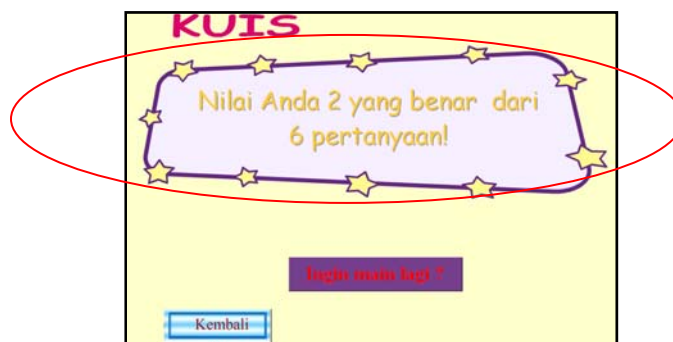 KUIS
Nilai Anda 2 yang benar dari
6 pertanyaan!
Ingin main lagi ?
Kembali